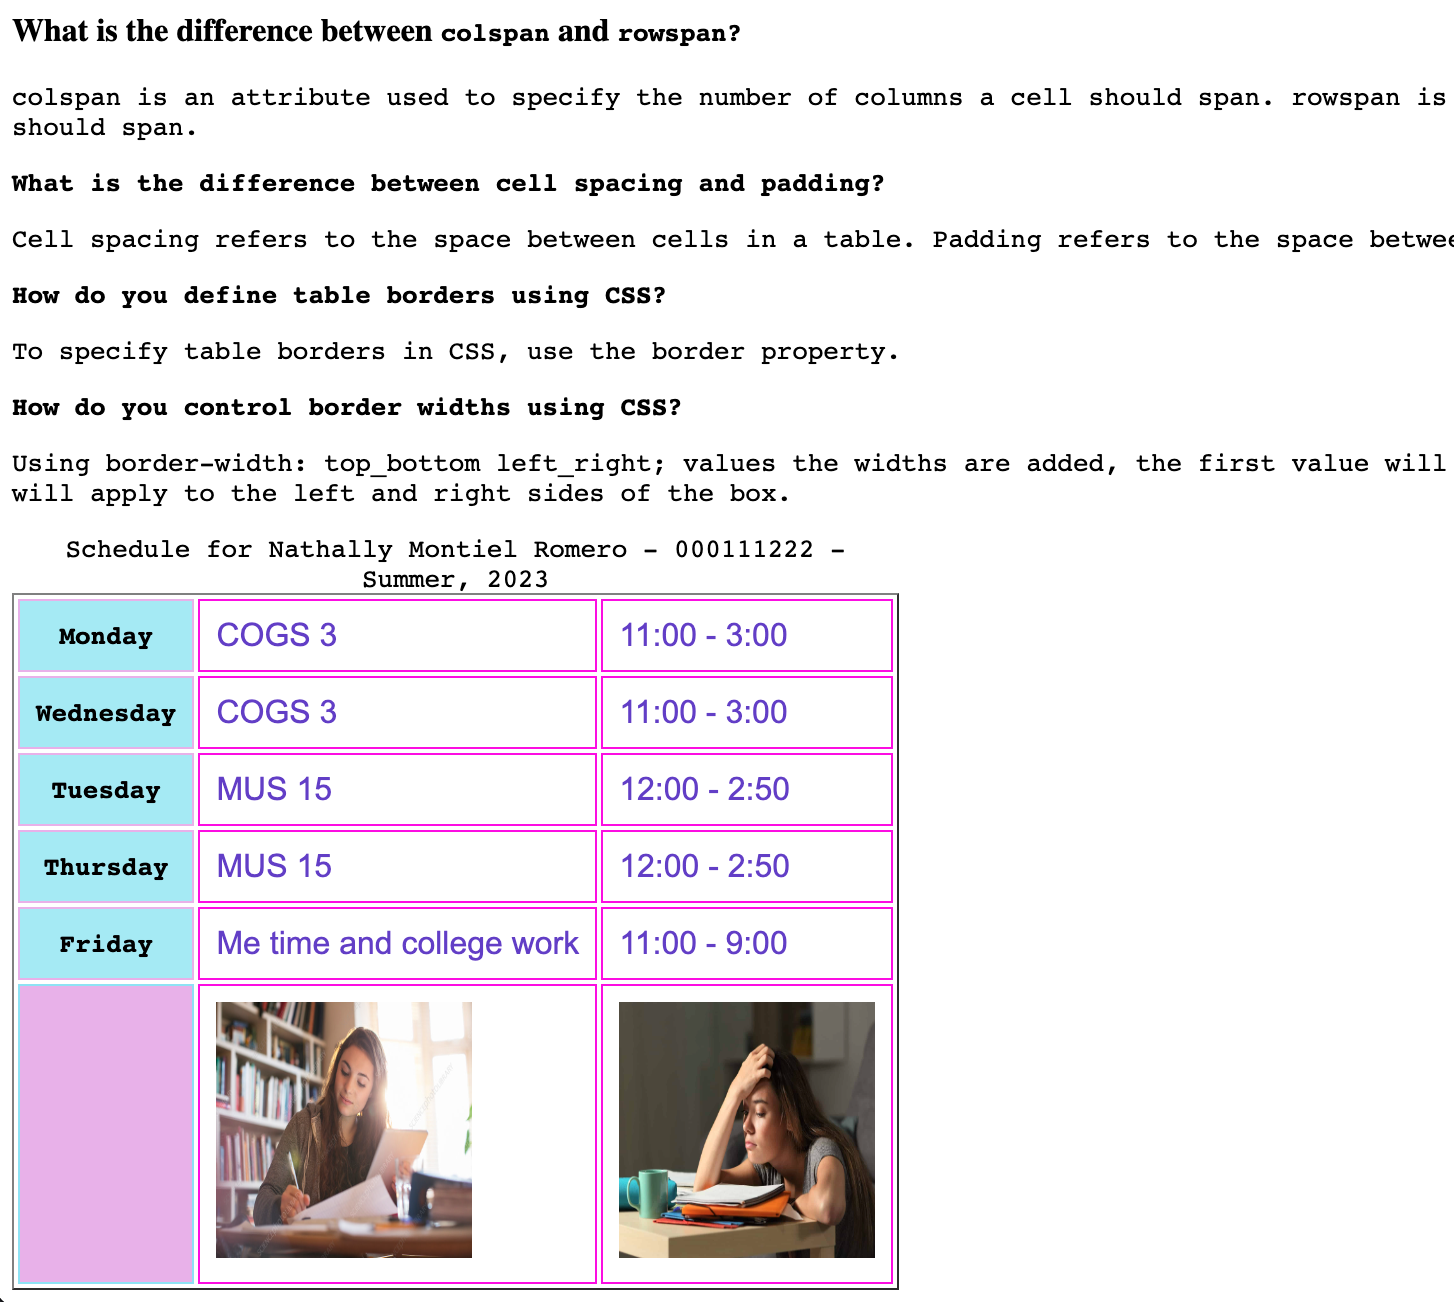 What is the difference between colspan and rowspan?
colspan is an attribute used to specify the number of columns a cell should span. rowspan is
should span.
What is the difference between cell spacing and padding?
Cell spacing refers to the space between cells in a table. Padding refers to the space
How do you define table borders using CSS?
To specify table borders in CSS, use the border property.
How do you control border widths using CSS?
Using border-width: top_bottom left_right; values the widths are added, the first value will
will apply to the left and right sides of the box.
Schedule for Nathally Montiel Romero - 000111222 -
Summer, 2023
Monday COGS 3 11:00 - 3:00
Wednesday COGS 3 11:00 - 3:00
Tuesday MUS 15 12:00 - 2:50
Thursday MUS 15 12:00 - 2:50
Friday Me time and college work 11:00 - 9:00